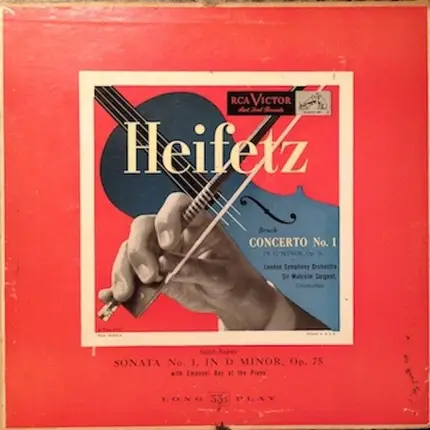 RCA VICTOR
Red Seal Records
Heifetz
Bruch
CONCERTO No. 1
IN G MINOR, Op. 26
London Symphony Orchestra
Sir Malcolm Sargent,
Conductor
Saint-Saëns
SONATA No. 1, IN D MINOR, Op. 75
with Emanuel Bay at the Piano
LONG 33⅓ PLAY